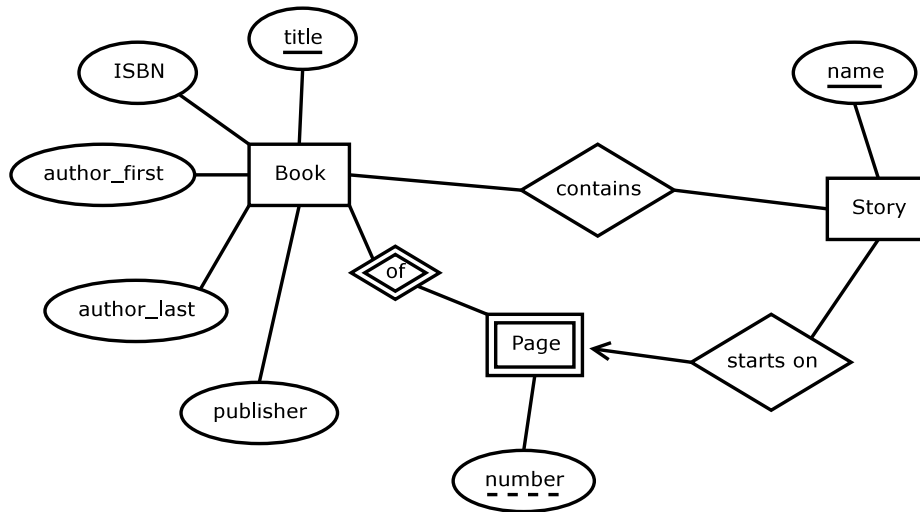 title
ISBN
name
author_first
Book
contains
Story
of
author_last
Page
starts on
publisher
number